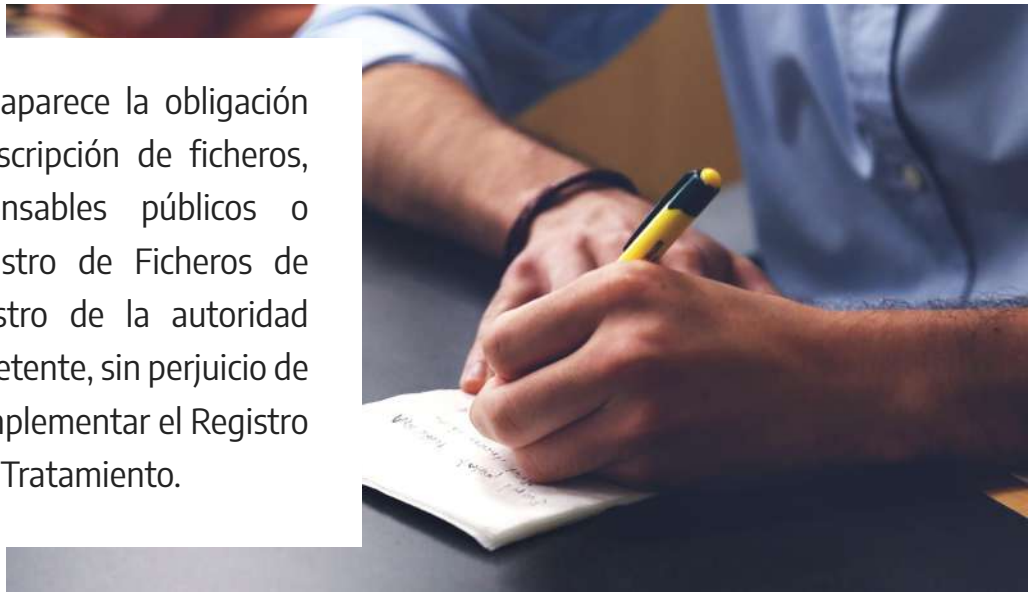 aparece la obligación
scripción de ficheros,
nsables públicos o
stro de Ficheros de
stro de la autoridad
etente, sin perjuicio de
nplementar el Registro
Tratamiento.